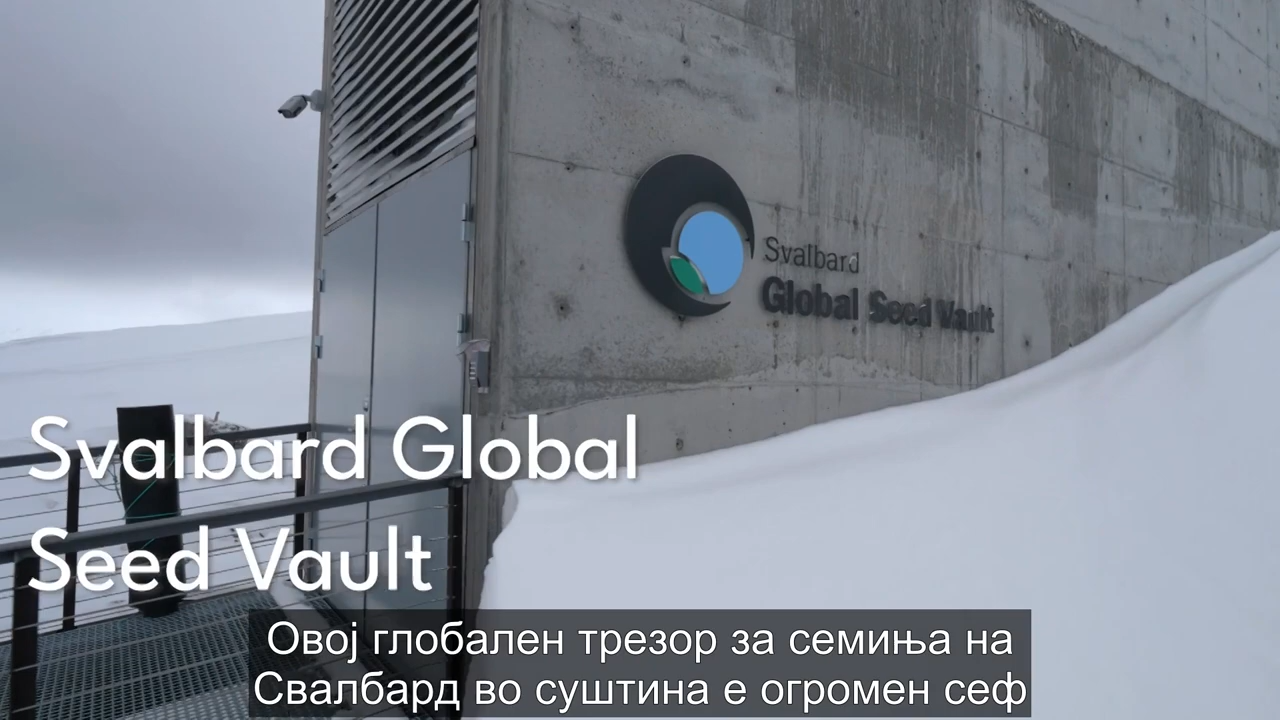 Svalbard
Global Seed Vault
Svalbard Global
Seed Vault
Овој глобален трезор за семиња на
Свалбард во суштина е огромен сеф